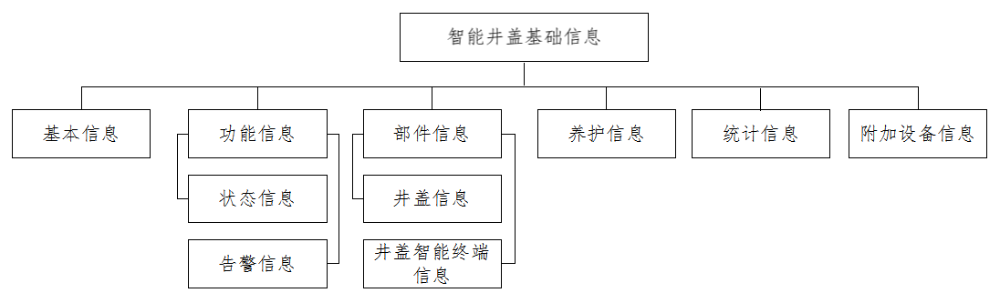 智能井盖基础信息
基本信息
功能信息
部件信息
养护信息
统计信息
附加设备信息
状态信息
井盖信息
告警信息
井盖智能终端
信息